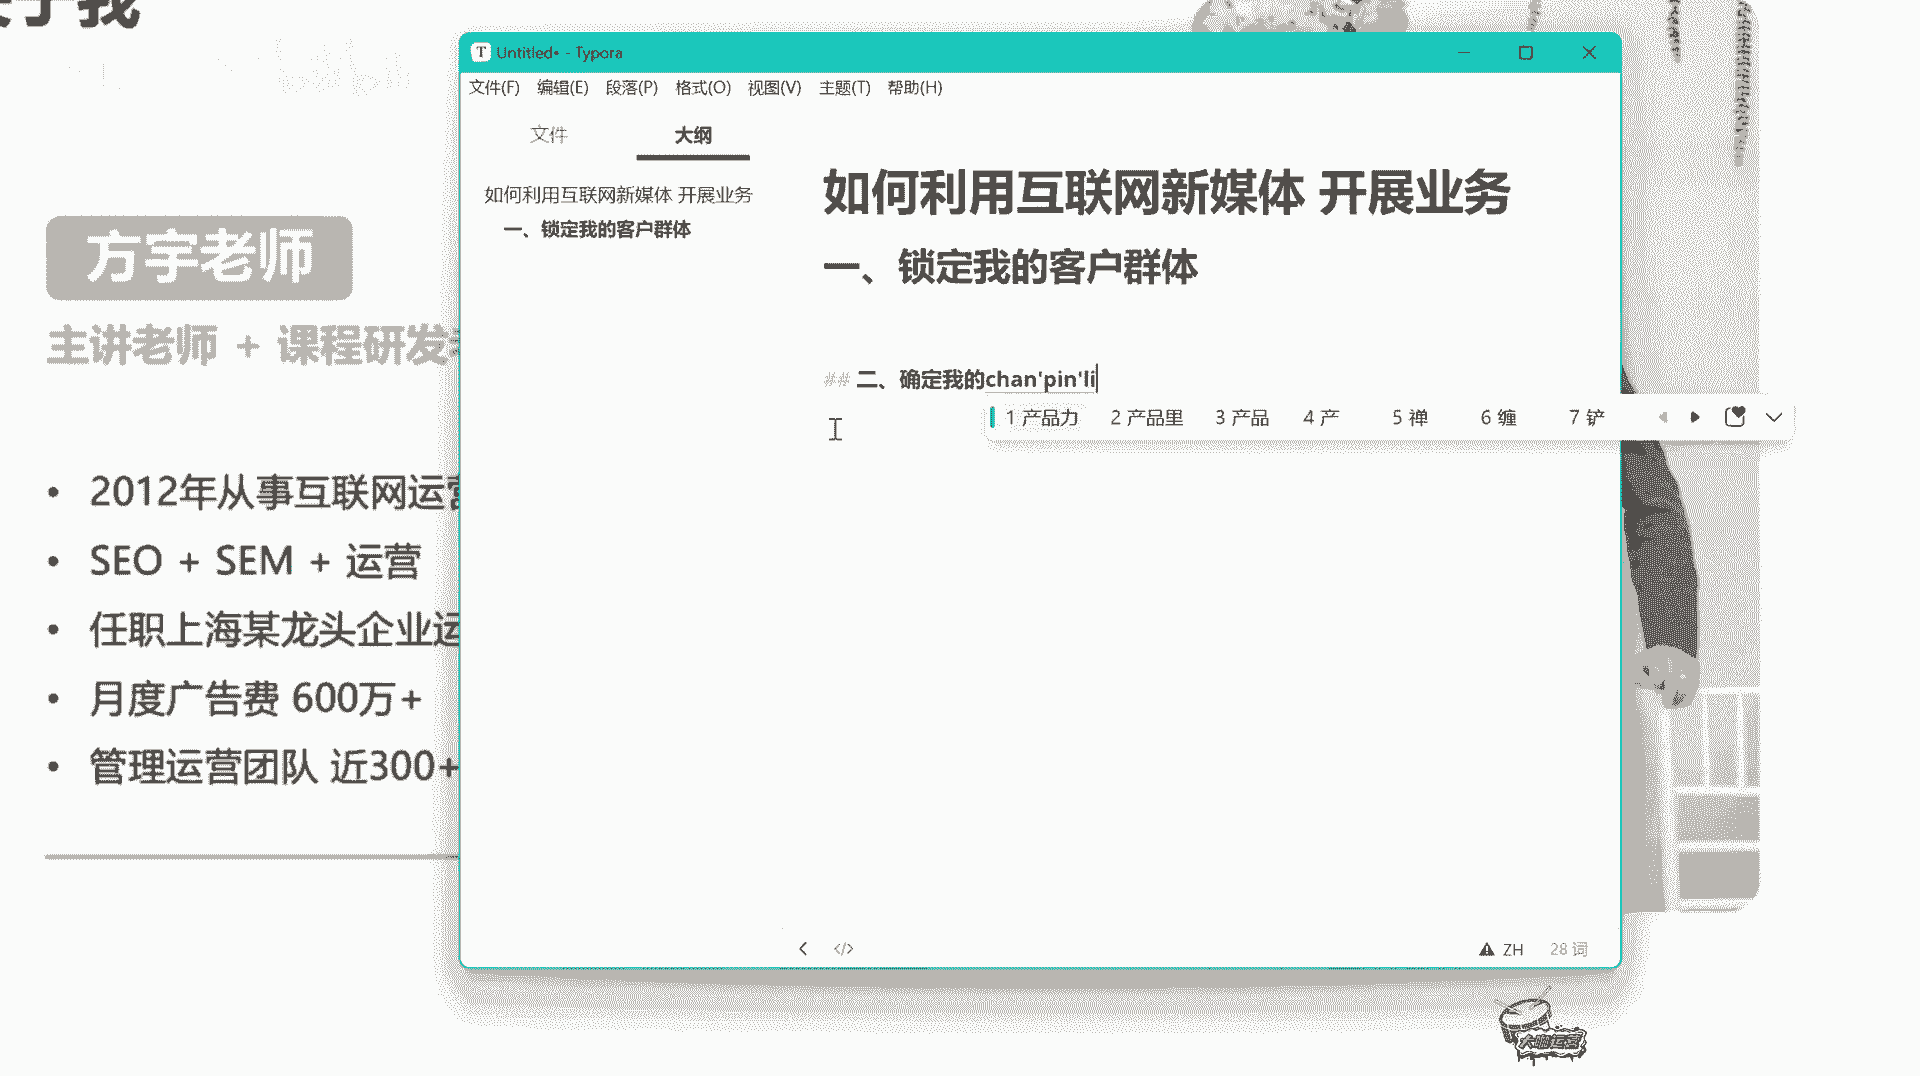 关于我
Untitled• - Typora
文件(F) 编辑(E) 段落(P) 格式(O) 视图(V) 主题(T) 帮助(H)
文件 大纲
如何利用互联网新媒体 开展业务
一、锁定我的客户群体
如何利用互联网新媒体 开展业务
一、锁定我的客户群体
## 二、确定我的chan'pin'li
1 产品力 2 产品里 3 产品 4 产 5 禅 6 缠 7 铲
方宇老师
主讲老师 + 课程研发
• 2012年从事互联网运营
• SEO + SEM + 运营
• 任职上海某龙头企业运
• 月度广告费 600万+
• 管理运营团队 近300+
</> ZH 28 词
大咖运营